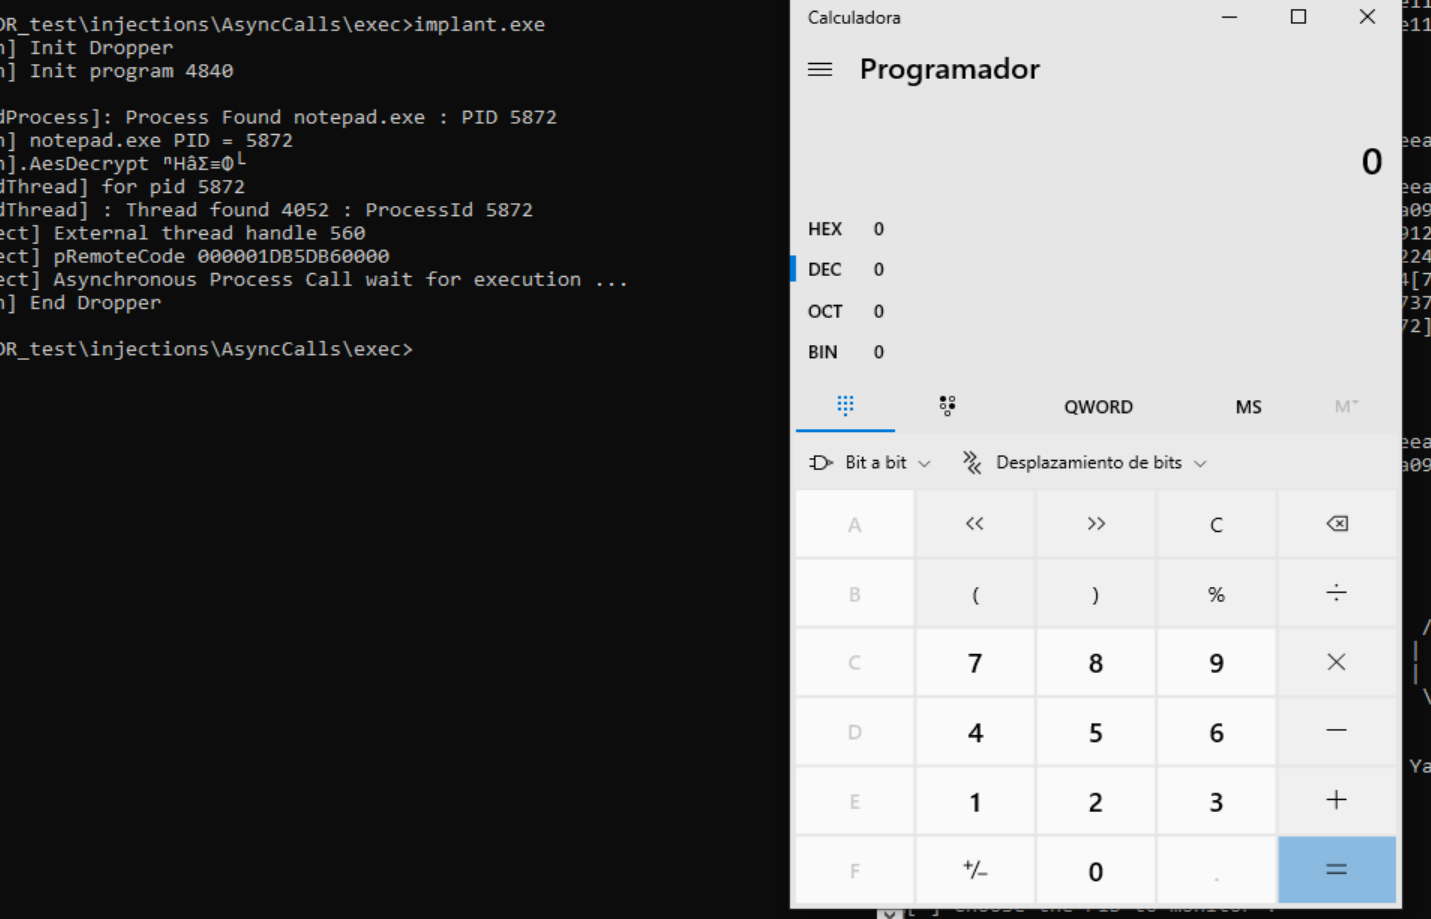 DR_test\injections\AsyncCalls\exec>implant.exe
n] Init Dropper
n] Init program 4840
dProcess]: Process Found notepad.exe : PID 5872
n] notepad.exe PID = 5872
n].AesDecrypt ⁿHâΣ≡Φ└
dThread] for pid 5872
dThread] : Thread found 4052 : ProcessId 5872
ect] External thread handle 560
ect] pRemoteCode 000001DB5DB60000
ect] Asynchronous Process Call wait for execution ...
n] End Dropper
DR_test\injections\AsyncCalls\exec>
Calculadora
Programador
0
HEX 0
DEC 0
OCT 0
BIN 0
QWORD MS M
Bit a bit Desplazamiento de bits
A << >> C
B ( ) % ÷
C 7 8 9 ×
D 4 5 6 −
E 1 2 3 +
F +/− 0 . =
e11
e11
eea
eea
a09
912
224
4[7
737
72]
eea
a09
Ya